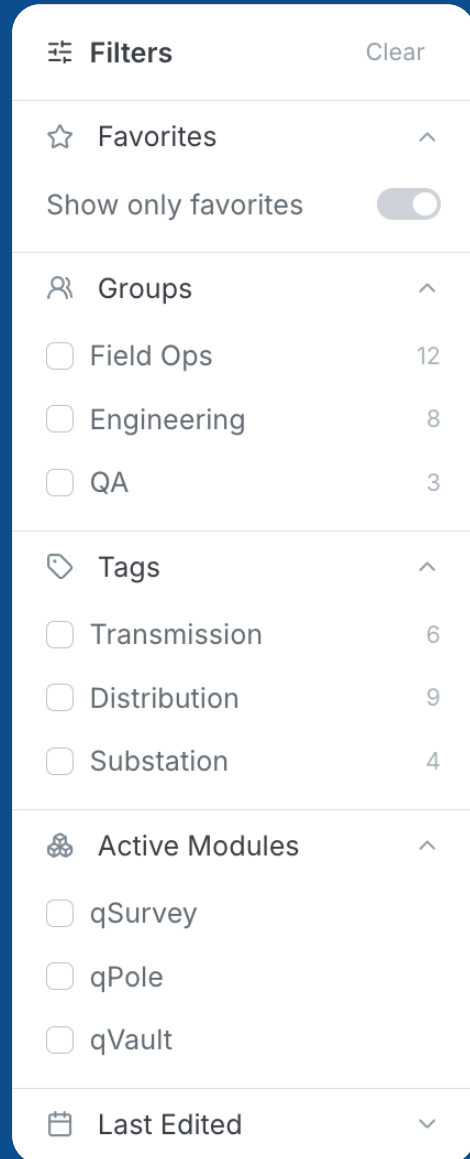 Filters Clear
Favorites
Show only favorites
Groups
Field Ops 12
Engineering 8
QA 3
Tags
Transmission 6
Distribution 9
Substation 4
Active Modules
qSurvey
qPole
qVault
Last Edited